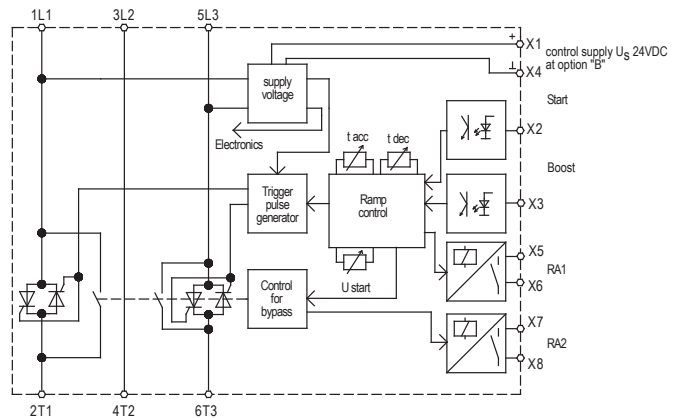 1L1 3L2 5L3
+ X1
control supply US 24VDC
at option "B"
⊥ X4
supply
voltage
Start
X2
Electronics
t acc t dec
Boost
Trigger
pulse
generator
Ramp
control
X3
X5
RA1
X6
U start
Control
for
bypass
X7
RA2
X8
2T1 4T2 6T3